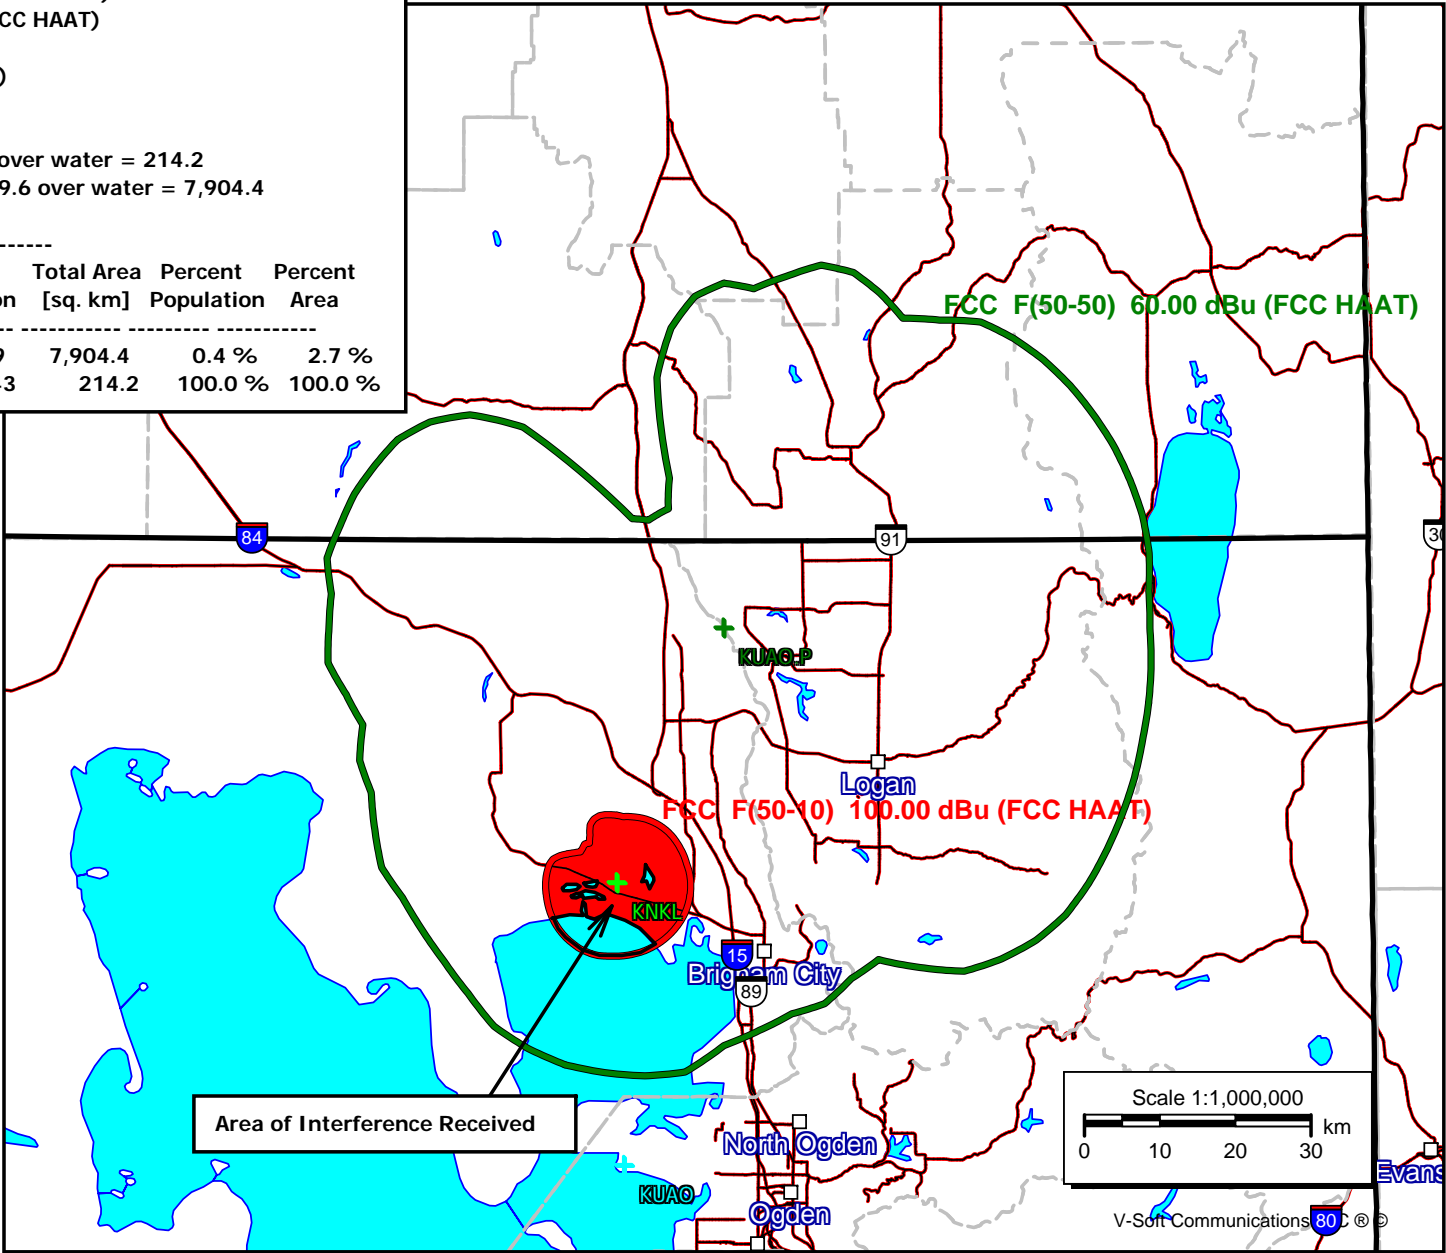 CC HAAT)
)
over water = 214.2
9.6 over water = 7,904.4
------
Total Area Percent Percent
on [sq. km] Population Area
-- ----------- --------- -----------
9 7,904.4 0.4 % 2.7 %
43 214.2 100.0 % 100.0 %
FCC F(50-50) 60.00 dBu (FCC HAAT)
84
91
30
KUAO.P
Logan
FCC F(50-10) 100.00 dBu (FCC HAAT)
KNKL
15
Brigham City
89
Area of Interference Received
North Ogden
KUAO
Ogden
Scale 1:1,000,000
km
0 10 20 30
Evans
V-Soft Communications LLC ® ©
80